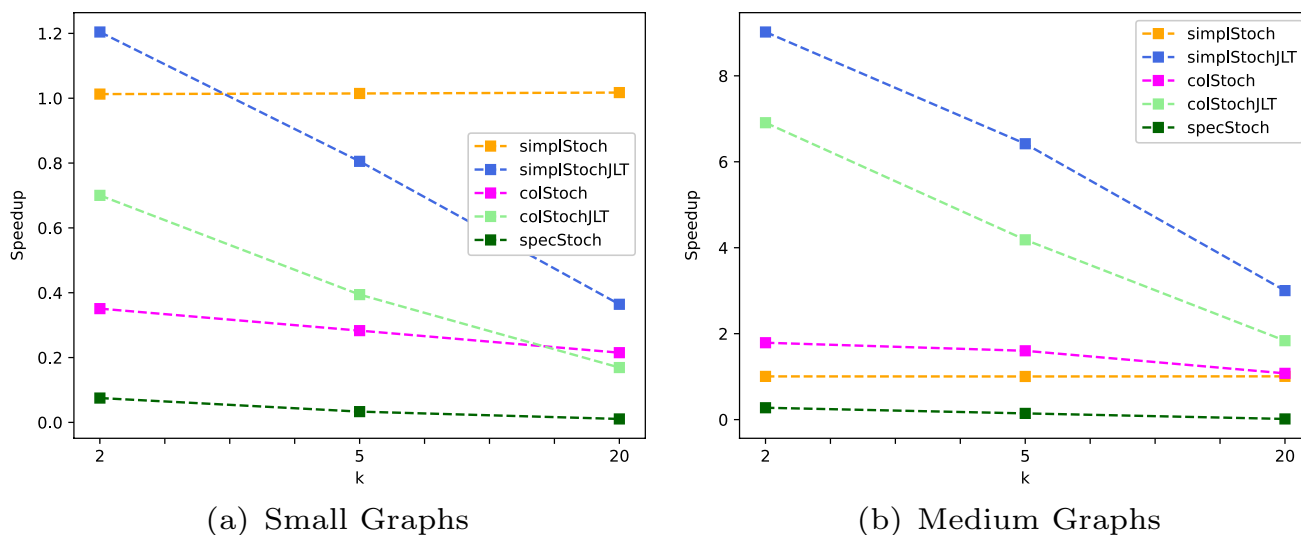 1.2
1.0
0.8
0.6
0.4
0.2
0.0
Speedup
simplStoch
simplStochJLT
colStoch
colStochJLT
specStoch
2
5
20
k
(a) Small Graphs
8
6
4
2
0
Speedup
simplStoch
simplStochJLT
colStoch
colStochJLT
specStoch
2
5
20
k
(b) Medium Graphs